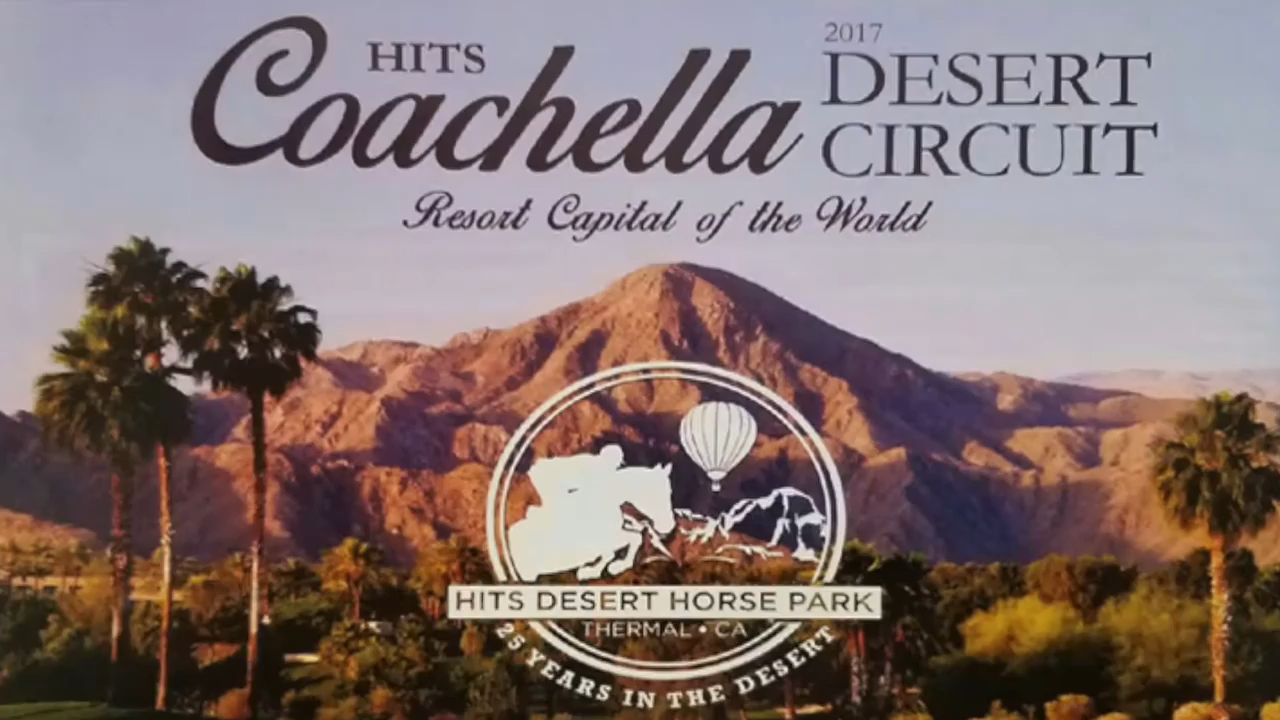 HITS
Coachella
2017
DESERT
CIRCUIT
Resort Capital of the World
HITS DESERT HORSE PARK
THERMAL • CA
25 YEARS IN THE DESERT